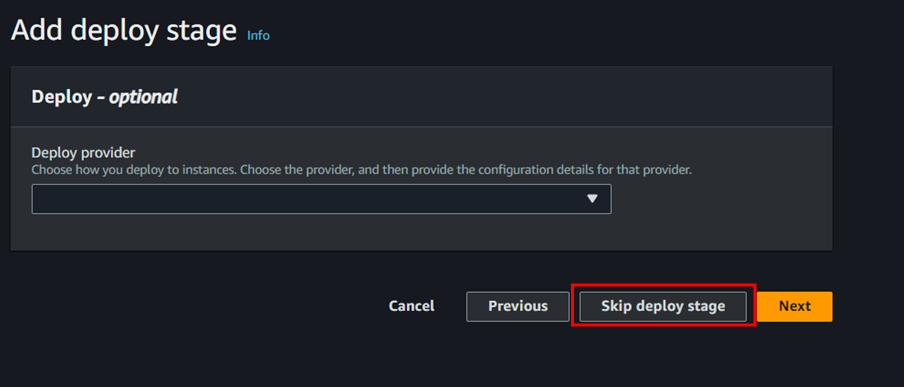 Add deploy stage Info
Deploy – optional
Deploy provider
Choose how you deploy to instances. Choose the provider, and then provide the configuration details for that provider.
Cancel Previous Skip deploy stage Next